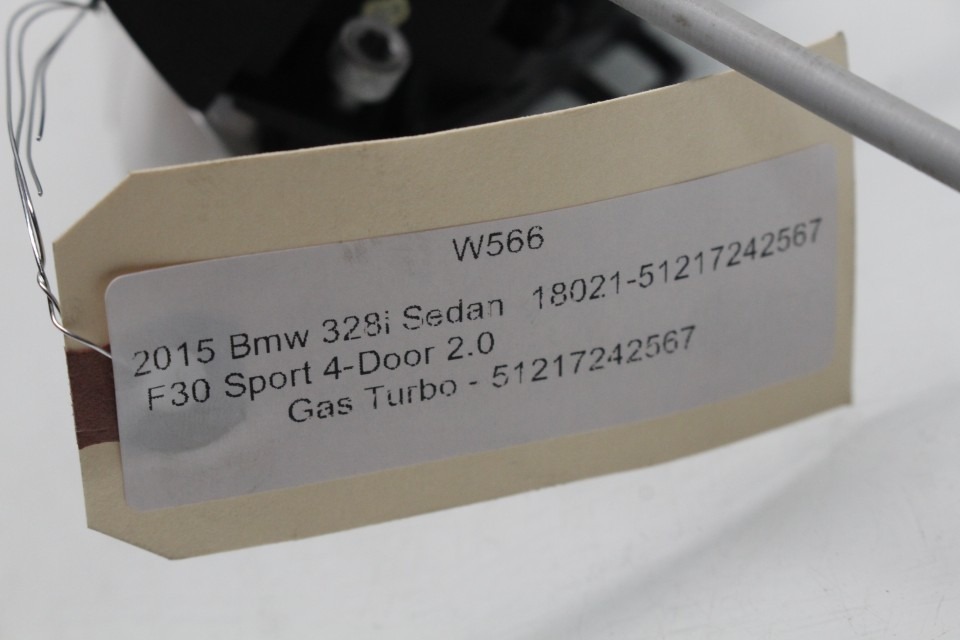 W566
2015 Bmw 328i Sedan 18021-51217242567
F30 Sport 4-Door 2.0
Gas Turbo - 51217242567